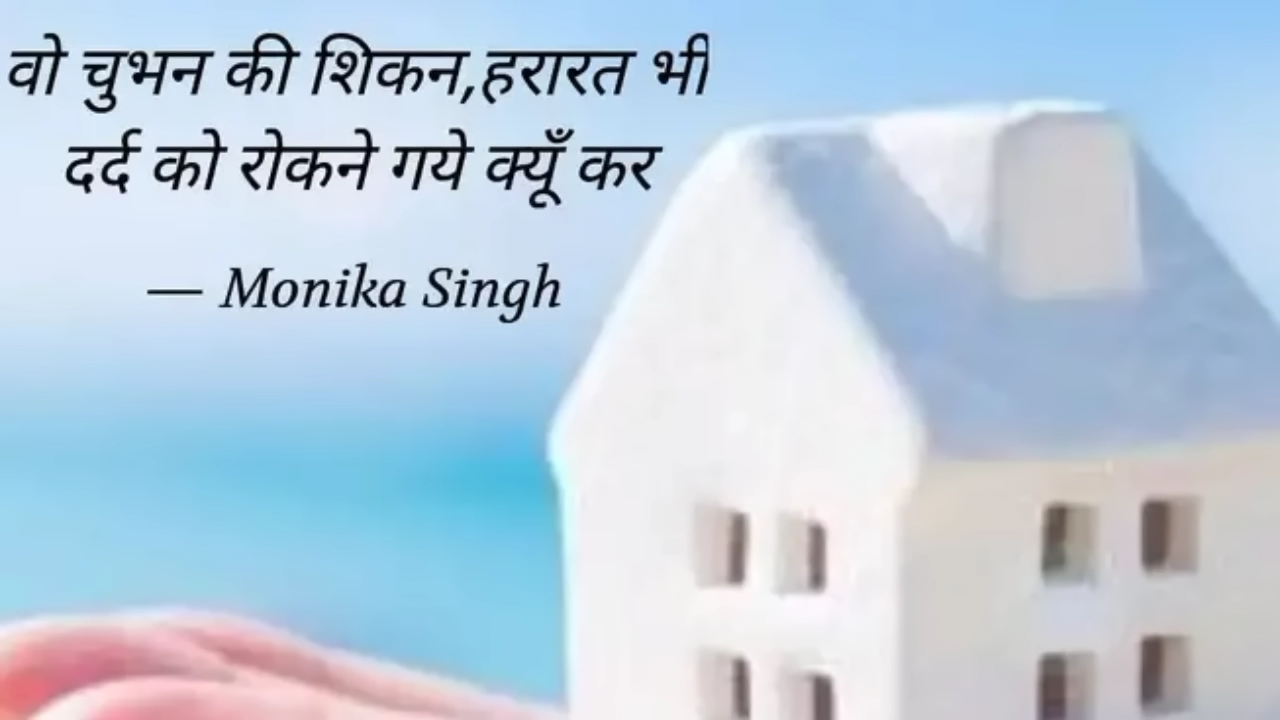 वो चुभन की शिकन,हरारत भी
दर्द को रोकने गये क्यूँ कर
— Monika Singh